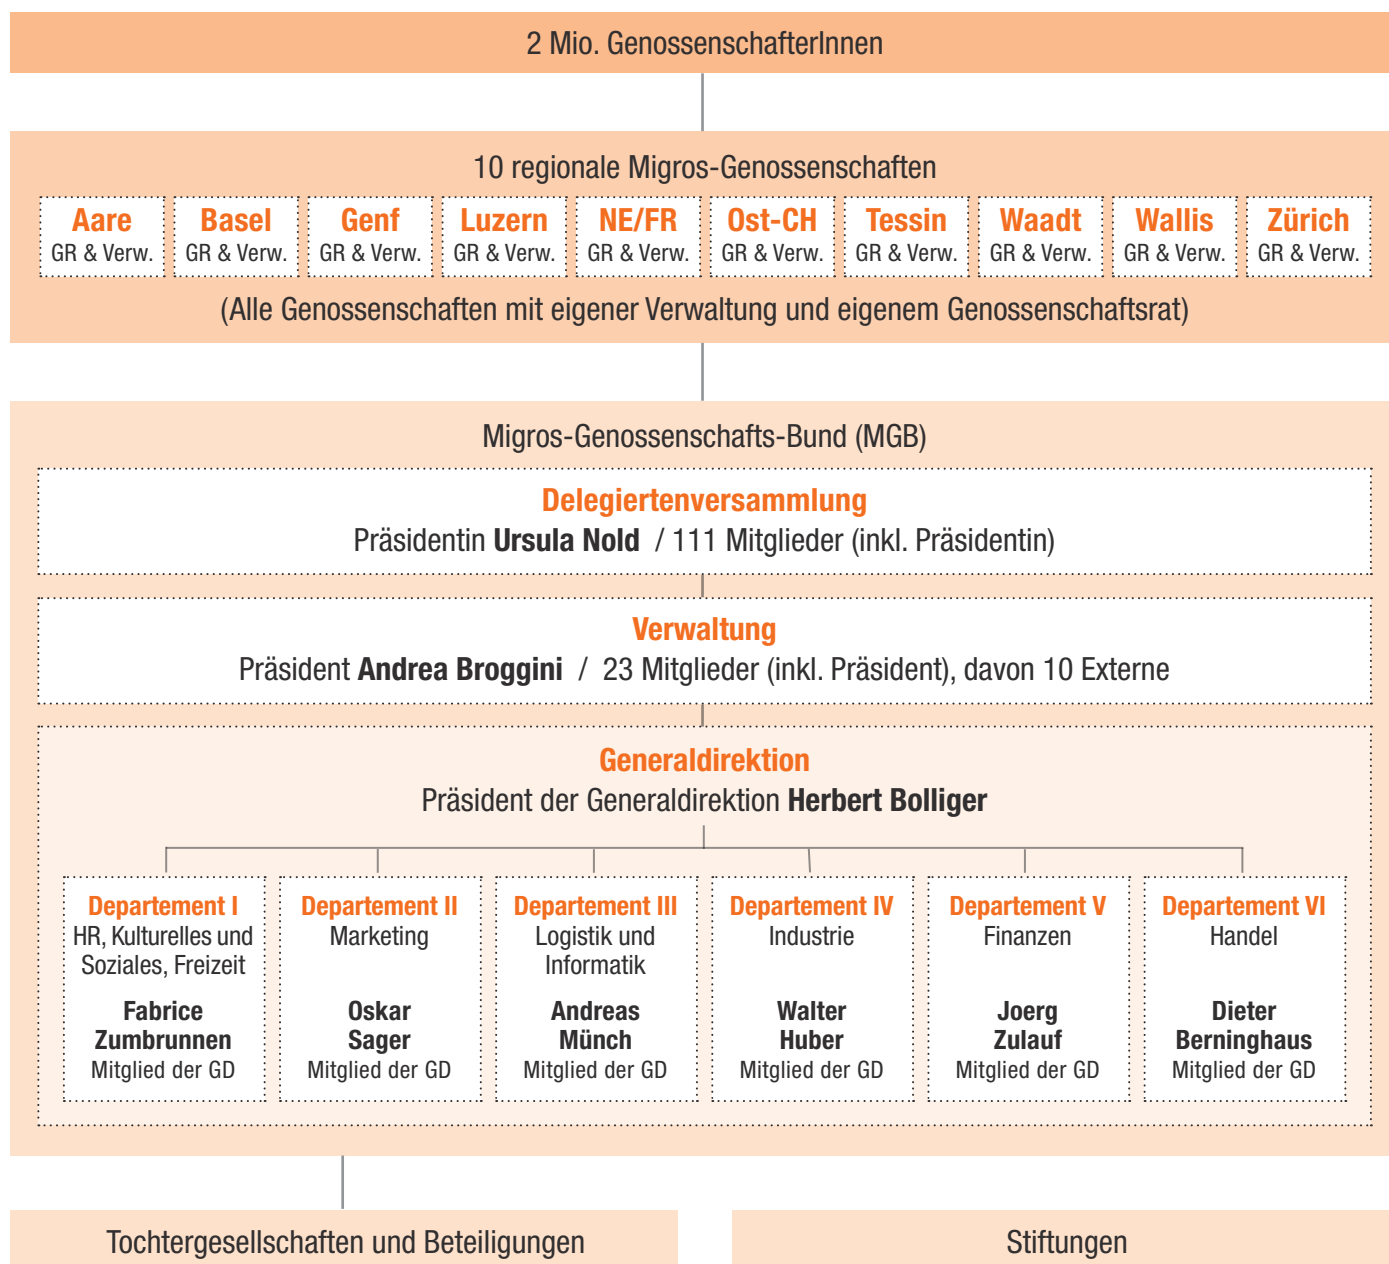 2 Mio. GenossenschafterInnen
10 regionale Migros-Genossenschaften
Aare
GR & Verw.
Basel
GR & Verw.
Genf
GR & Verw.
Luzern
GR & Verw.
NE/FR
GR & Verw.
Ost-CH
GR & Verw.
Tessin
GR & Verw.
Waadt
GR & Verw.
Wallis
GR & Verw.
Zürich
GR & Verw.
(Alle Genossenschaften mit eigener Verwaltung und eigenem Genossenschaftsrat)
Migros-Genossenschafts-Bund (MGB)
Delegiertenversammlung
Präsidentin Ursula Nold / 111 Mitglieder (inkl. Präsidentin)
Verwaltung
Präsident Andrea Broggini / 23 Mitglieder (inkl. Präsident), davon 10 Externe
Generaldirektion
Präsident der Generaldirektion Herbert Bolliger
Departement I
HR, Kulturelles und
Soziales, Freizeit
Fabrice
Zumbrunnen
Mitglied der GD
Departement II
Marketing
Oskar
Sager
Mitglied der GD
Departement III
Logistik und
Informatik
Andreas
Münch
Mitglied der GD
Departement IV
Industrie
Walter
Huber
Mitglied der GD
Departement V
Finanzen
Joerg
Zulauf
Mitglied der GD
Departement VI
Handel
Dieter
Berninghaus
Mitglied der GD
Tochtergesellschaften und Beteiligungen
Stiftungen